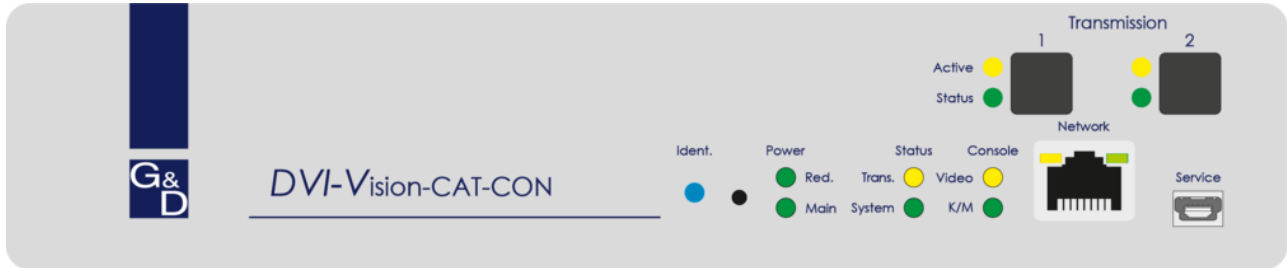 Transmission
1 2
Active
Status
Network
Ident. Power Status Console
Service
G&
D
DVI-Vision-CAT-CON
Red. Trans. Video
Main System K/M